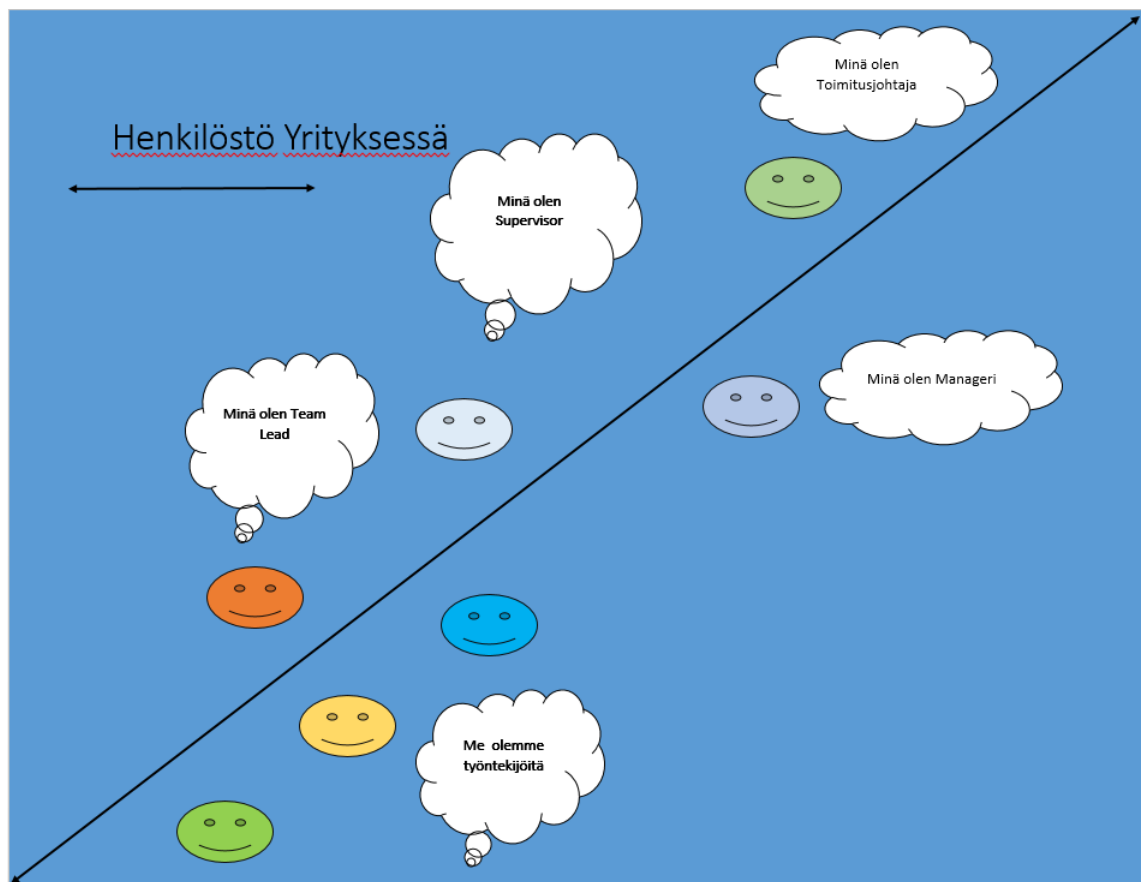 Henkilöstö Yrityksessä
Minä olen
Toimitusjohtaja
Minä olen
Supervisor
Minä olen Manageri
Minä olen Team
Lead
Me  olemme
työntekijöitä